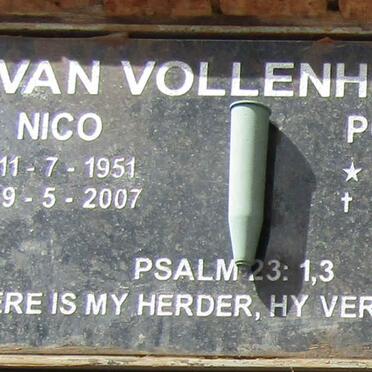 VAN VOLLENH
NICO P
11 - 7 - 1951 ★
9 - 5 - 2007 †
PSALM 23: 1,3
ERE IS MY HERDER, HY VER